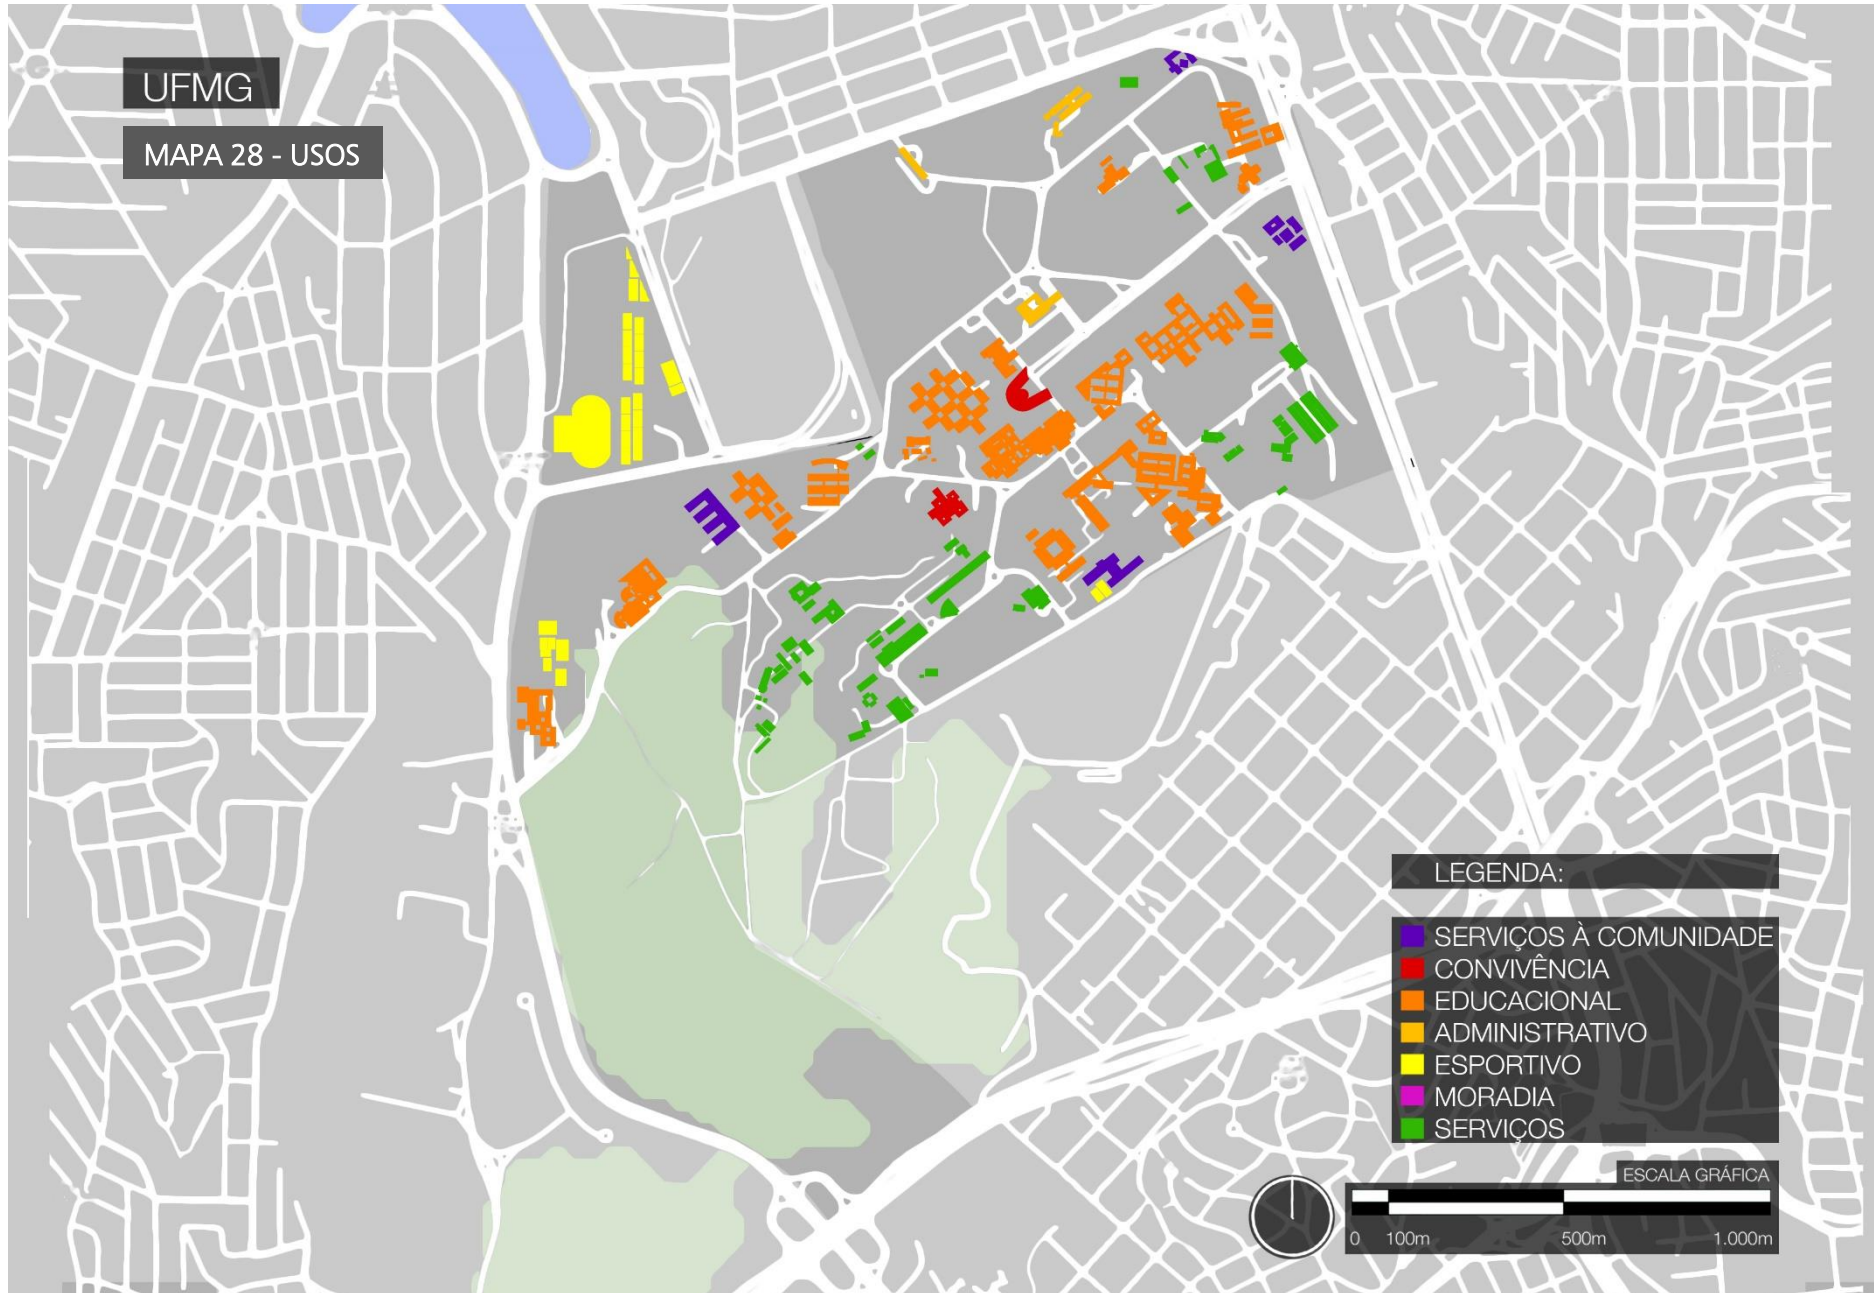 UFMG
MAPA 28 - USOS
LEGENDA:
SERVIÇOS À COMUNIDADE
CONVIVÊNCIA
EDUCACIONAL
ADMINISTRATIVO
ESPORTIVO
MORADIA
SERVIÇOS
ESCALA GRÁFICA
0 100m 500m 1.000m